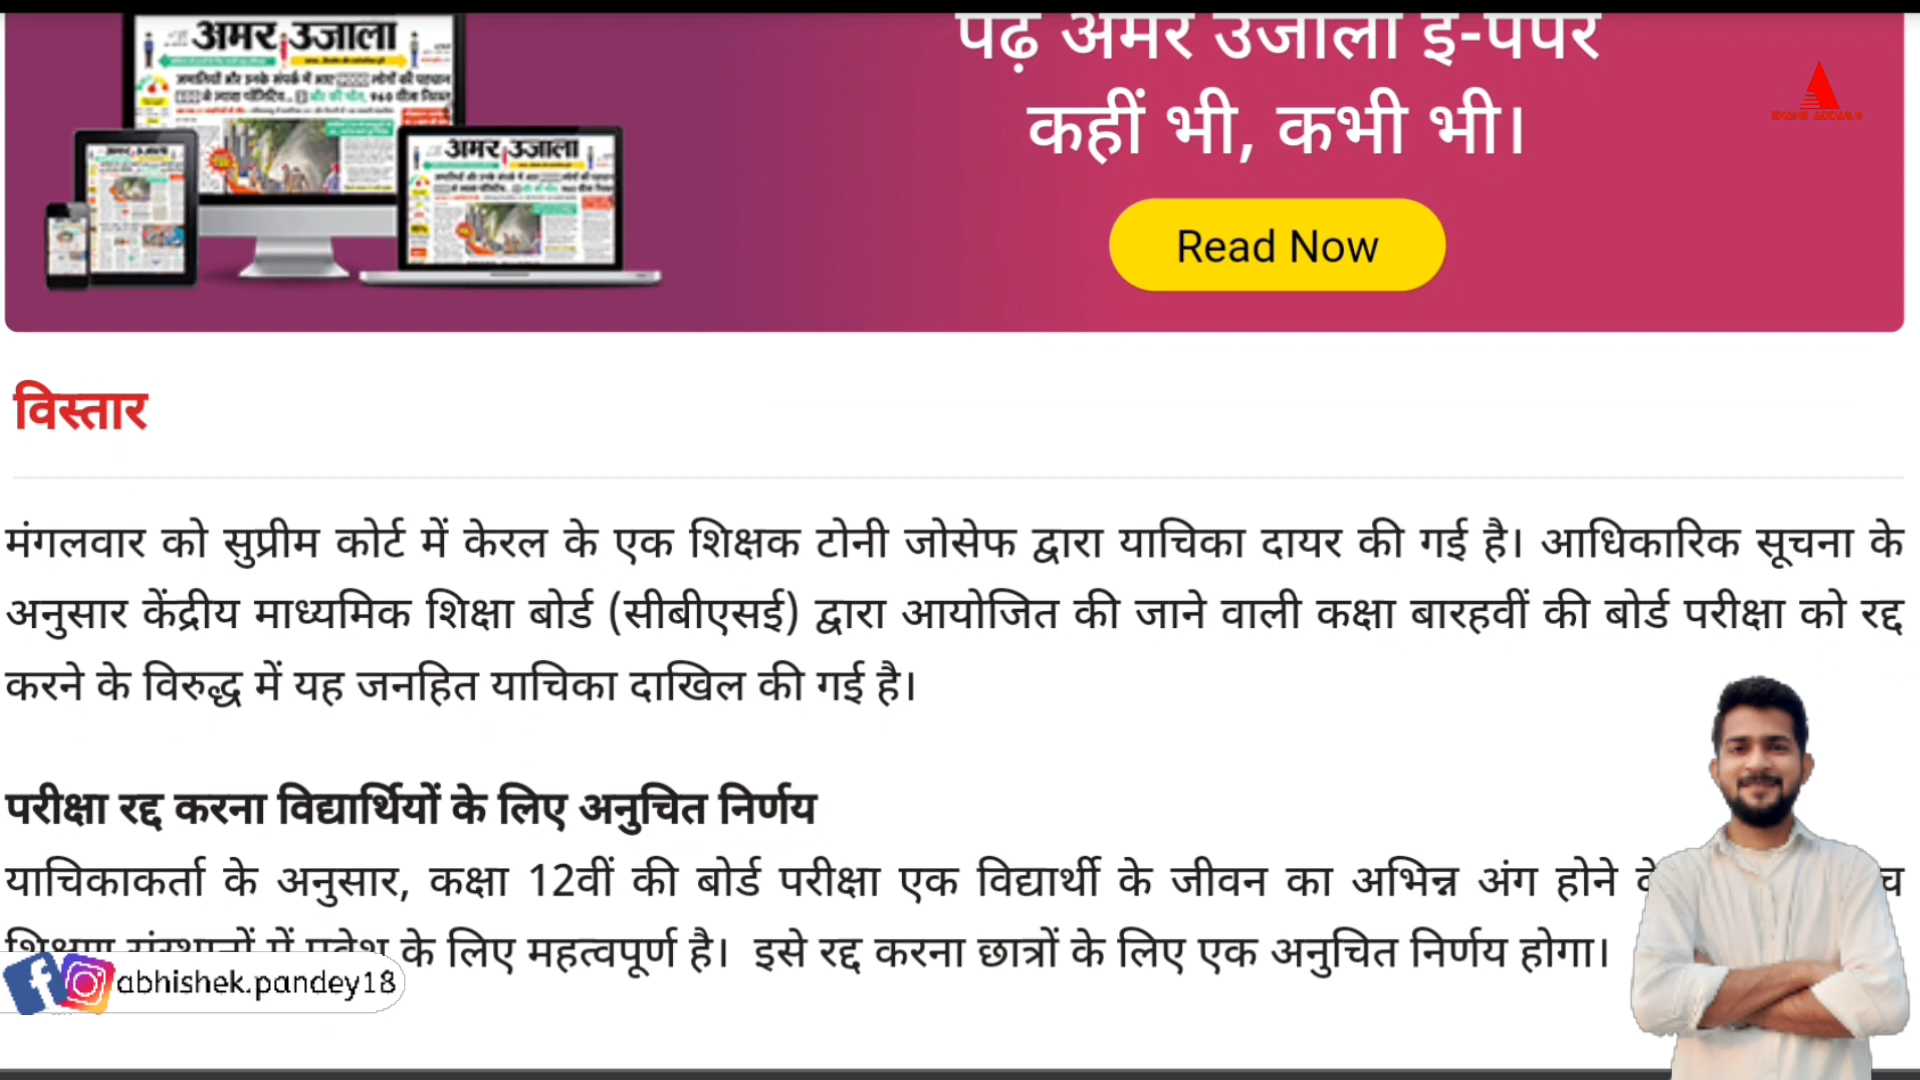 पढ़ें अमर उजाला ई-पेपर
कहीं भी, कभी भी।
अमर उजाला
अमर उजाला
Read Now
विस्तार
मंगलवार को सुप्रीम कोर्ट में केरल के एक शिक्षक टोनी जोसेफ द्वारा याचिका दायर की गई है। आधिकारिक सूचना के
अनुसार केंद्रीय माध्यमिक शिक्षा बोर्ड (सीबीएसई) द्वारा आयोजित की जाने वाली कक्षा बारहवीं की बोर्ड परीक्षा को रद्द
करने के विरुद्ध में यह जनहित याचिका दाखिल की गई है।
परीक्षा रद्द करना विद्यार्थियों के लिए अनुचित निर्णय
याचिकाकर्ता के अनुसार, कक्षा 12वीं की बोर्ड परीक्षा एक विद्यार्थी के जीवन का अभिन्न अंग होने
शिक्षण संस्थानों में प्रवेश के लिए महत्वपूर्ण है। इसे रद्द करना छात्रों के लिए एक अनुचित निर्णय होगा।
abhishek.pandey18